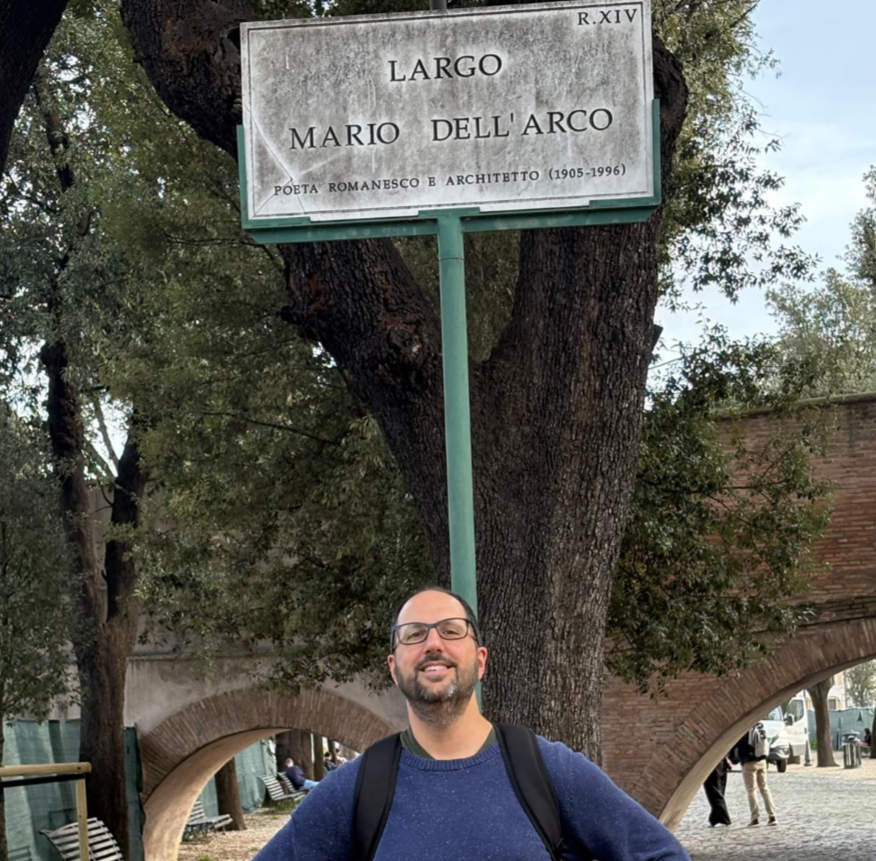 R.XIV
LARGO
MARIO DELL'ARCO
POETA ROMANESCO E ARCHITETTO (1905-1996)